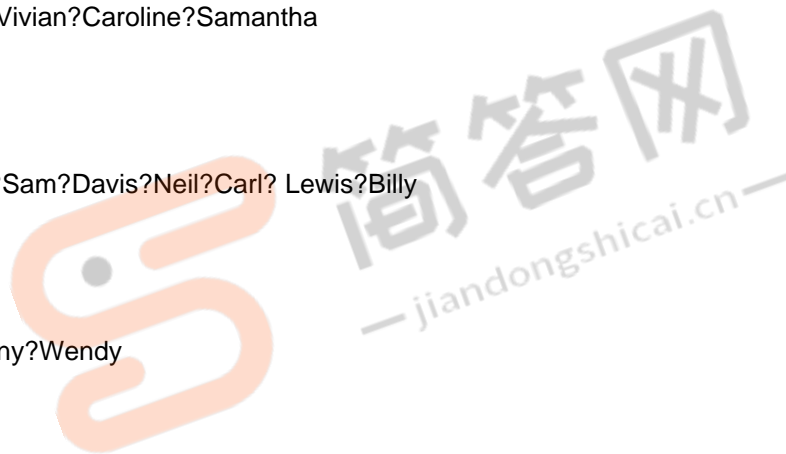 Vivian?Caroline?Samantha
简答网
?Sam?Davis?Neil?Carl? Lewis?Billy
jiandongshicai.cn
ny?Wendy